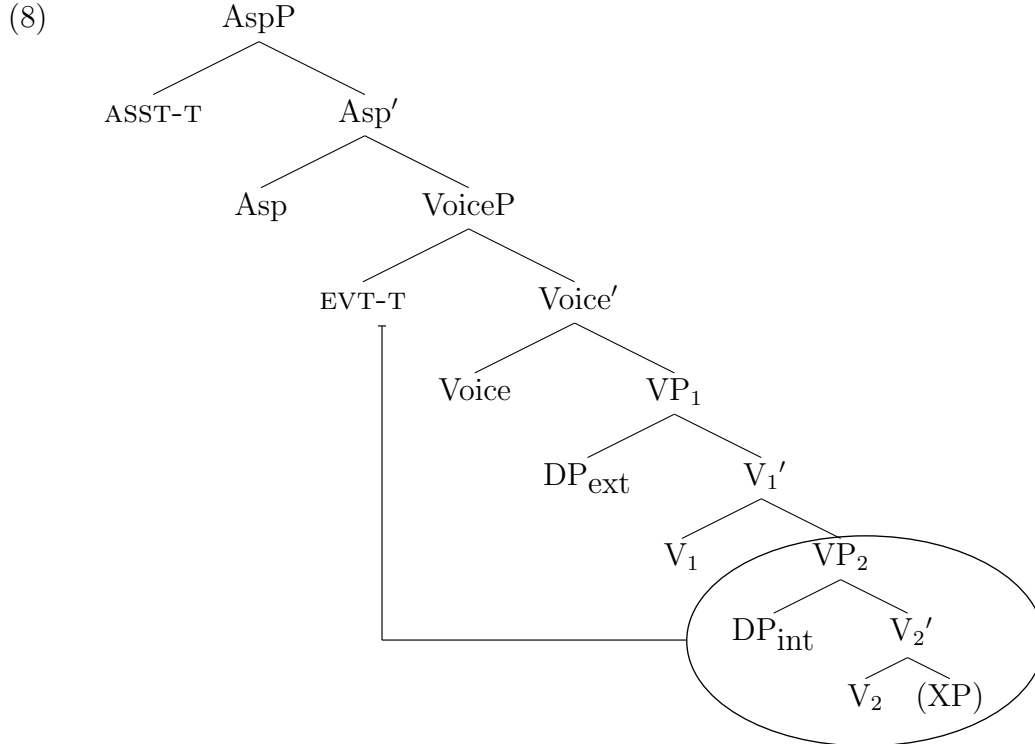 (8) AspP
ASST-T Asp′
Asp VoiceP
EVT-T Voice′
Voice VP₁
DPext V₁′
V₁ VP₂
DPint V₂′
V₂ (XP)